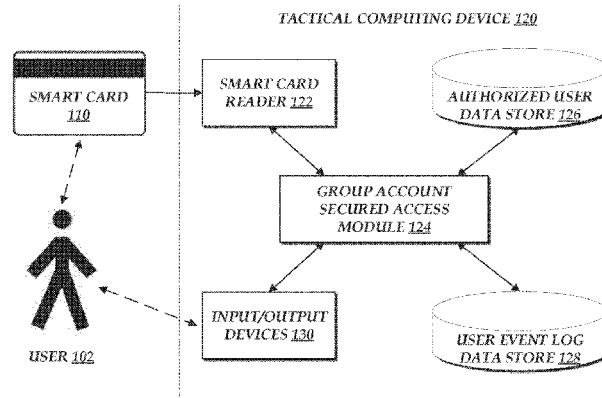 TACTICAL COMPUTING DEVICE 120
SMART CARD
110
SMART CARD
READER 122
AUTHORIZED USER
DATA STORE 126
GROUP ACCOUNT
SECURED ACCESS
MODULE 124
INPUT/OUTPUT
DEVICES 130
USER EVENT LOG
DATA STORE 128
USER 102